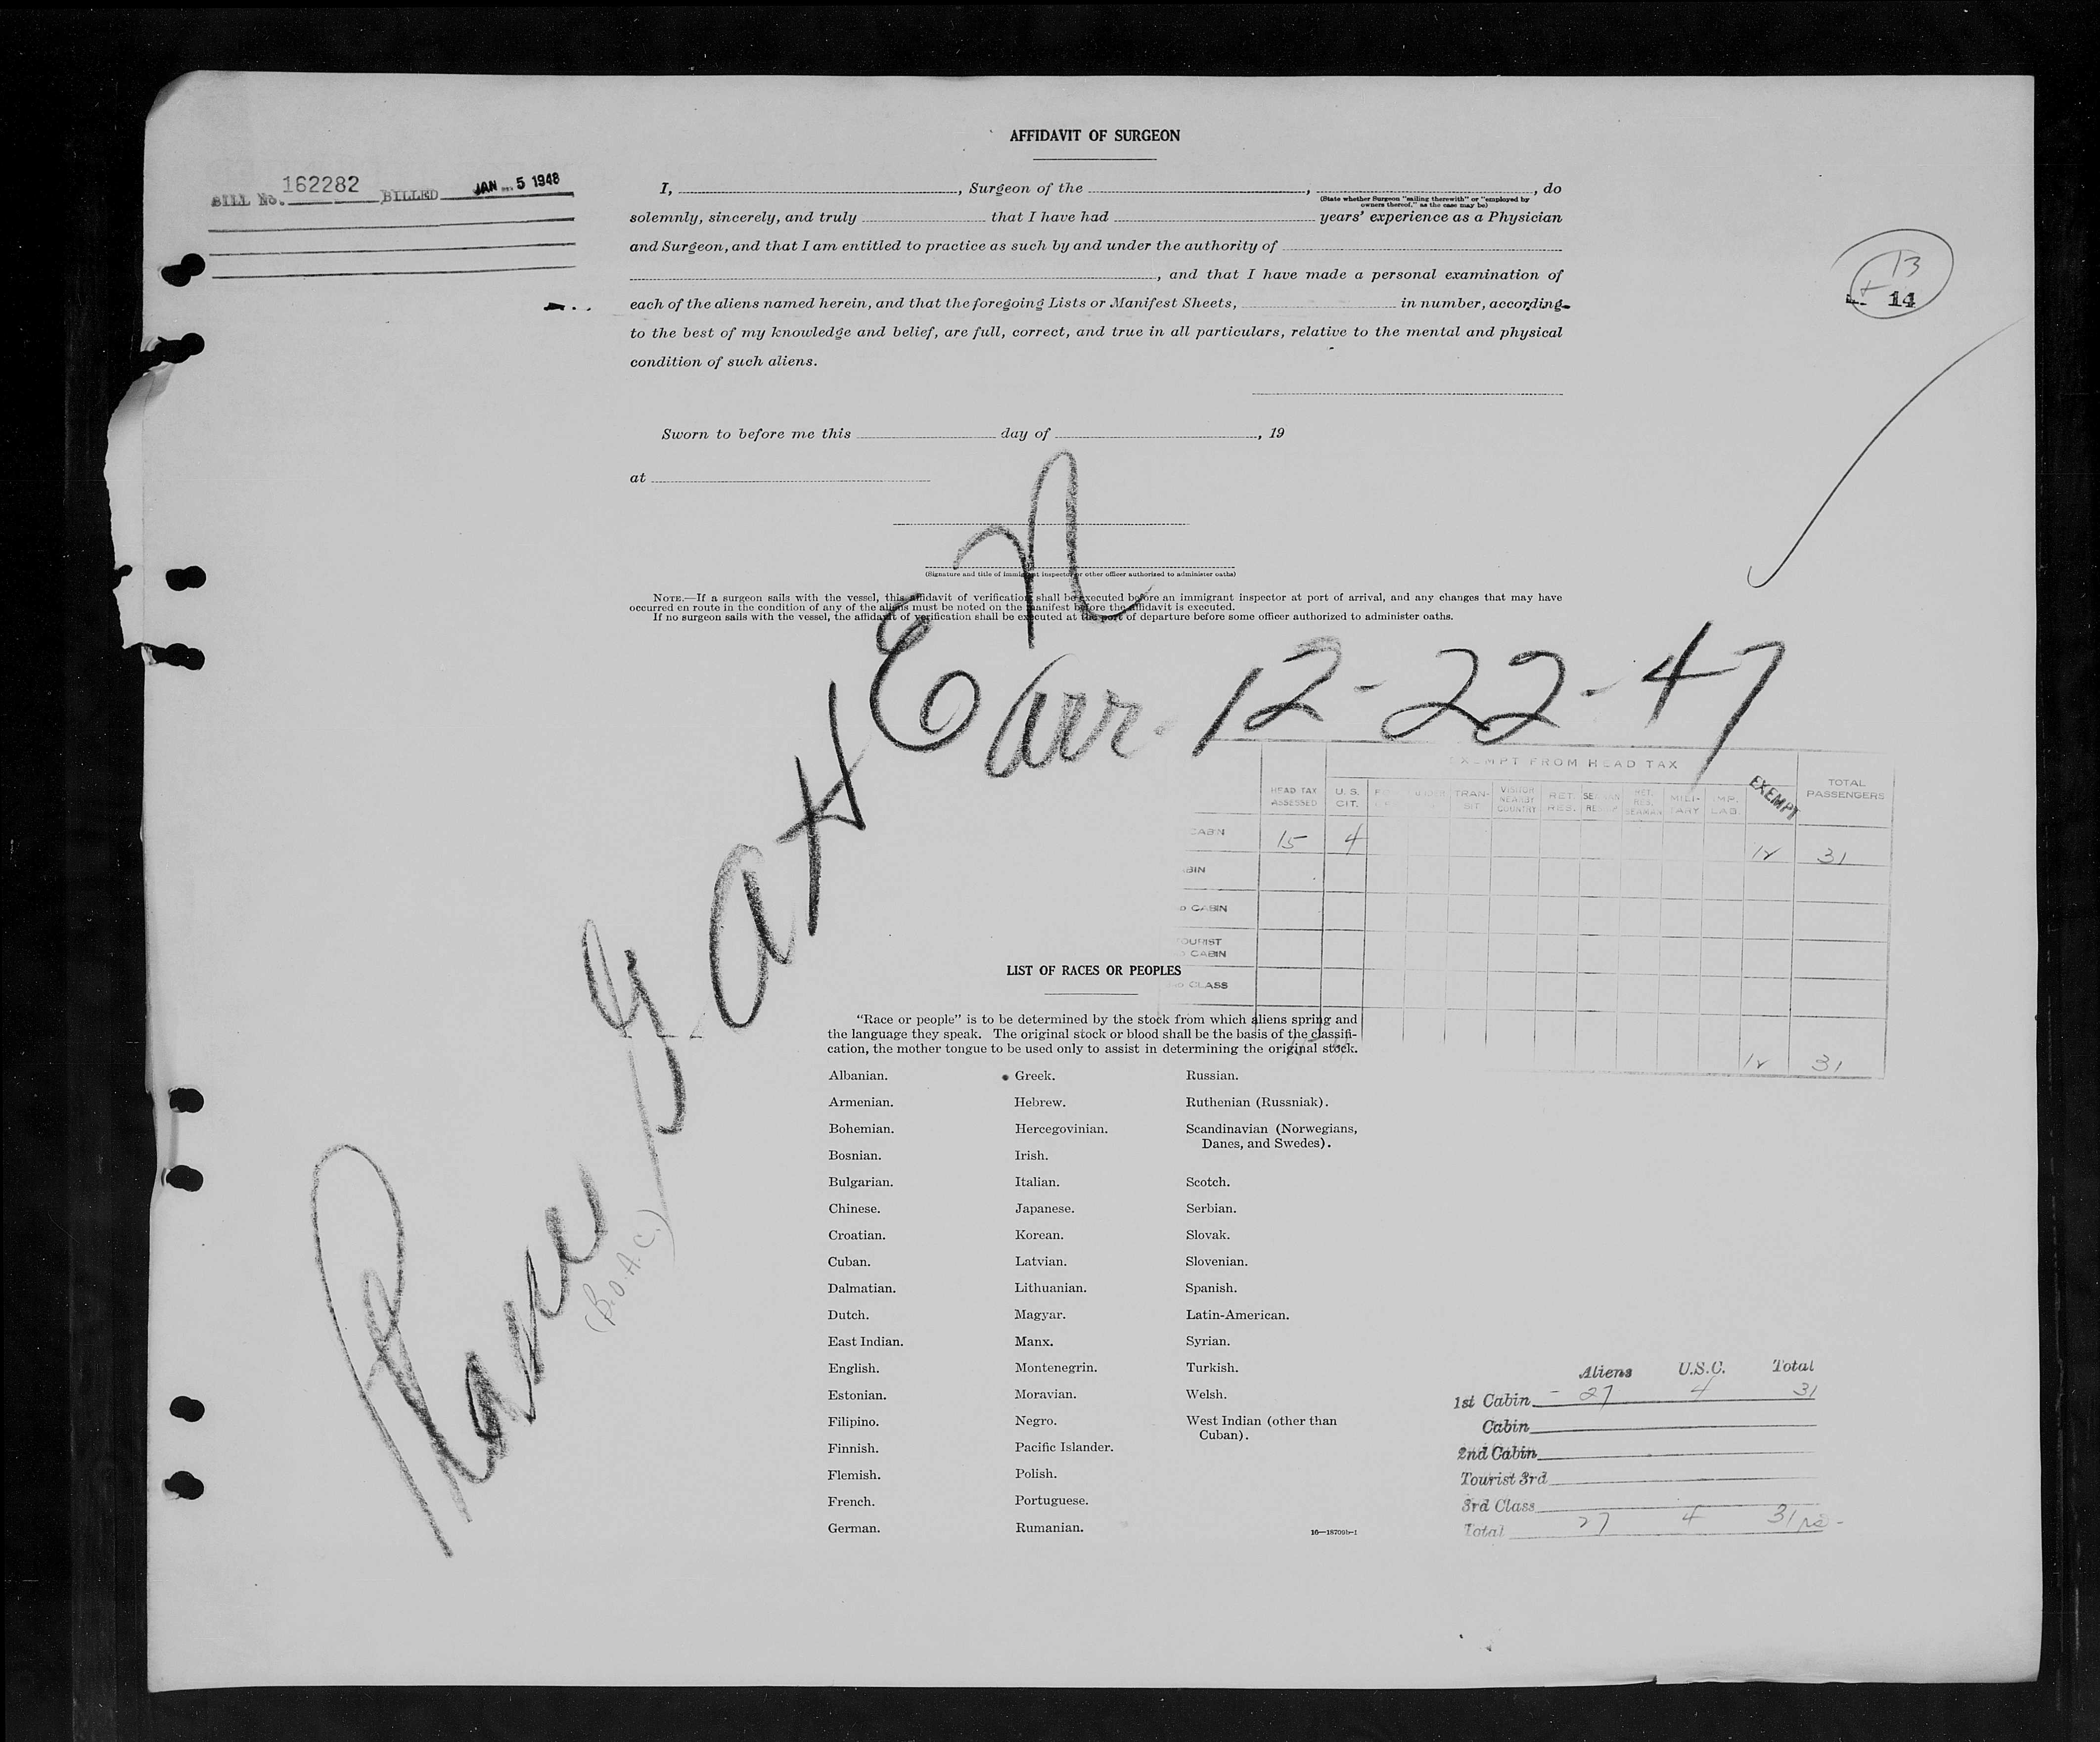 AFFIDAVIT OF SURGEON
BILL No. 162282 BILLED JAN 5 1948
I, , Surgeon of the , , do
(State whether Surgeon "sailing therewith" or "employed by
owners thereof," as the case may be)
solemnly, sincerely, and truly that I have had years' experience as a Physician
and Surgeon, and that I am entitled to practice as such by and under the authority of
, and that I have made a personal examination of
each of the aliens named herein, and that the foregoing Lists or Manifest Sheets, in number, according
to the best of my knowledge and belief, are full, correct, and true in all particulars, relative to the mental and physical
condition of such aliens.
13
14
Sworn to before me this day of , 19
at
(Signature and title of immigrant inspector or other officer authorized to administer oaths)
NOTE.—If a surgeon sails with the vessel, this affidavit of verification shall be executed before an immigrant inspector at port of arrival, and any changes that may have
occurred en route in the condition of any of the aliens must be noted on the manifest before the affidavit is executed.
If no surgeon sails with the vessel, the affidavit of verification shall be executed at the port of departure before some officer authorized to administer oaths.
Plane G AHEN
arr. 12-22-47
(B.O.A.C.)
EXEMPT FROM HEAD TAX
HEAD TAX ASSESSED U.S. CIT. TRANSIT VISITOR NEARBY COUNTRY RET. RES. RET. RES. SEAMAN MILITARY EXEMPT TOTAL PASSENGERS
CABIN 15 4 12 31
CABIN
CABIN
TOURIST
CABIN
CLASS
12 31
LIST OF RACES OR PEOPLES
"Race or people" is to be determined by the stock from which aliens spring and
the language they speak. The original stock or blood shall be the basis of the classifi-
cation, the mother tongue to be used only to assist in determining the original stock.
Albanian. Greek. Russian.
Armenian. Hebrew. Ruthenian (Russniak).
Bohemian. Hercegovinian. Scandinavian (Norwegians,
Danes, and Swedes).
Bosnian. Irish.
Bulgarian. Italian. Scotch.
Chinese. Japanese. Serbian.
Croatian. Korean. Slovak.
Cuban. Latvian. Slovenian.
Dalmatian. Lithuanian. Spanish.
Dutch. Magyar. Latin-American.
East Indian. Manx. Syrian.
English. Montenegrin. Turkish.
Estonian. Moravian. Welsh.
Filipino. Negro. West Indian (other than
Cuban).
Finnish. Pacific Islander.
Flemish. Polish.
French. Portuguese.
German. Rumanian.
16—18709b-1
Aliens U.S.C. Total
1st Cabin 27 4 31
Cabin
2nd Cabin
Tourist 3rd
3rd Class
Total 27 4 31